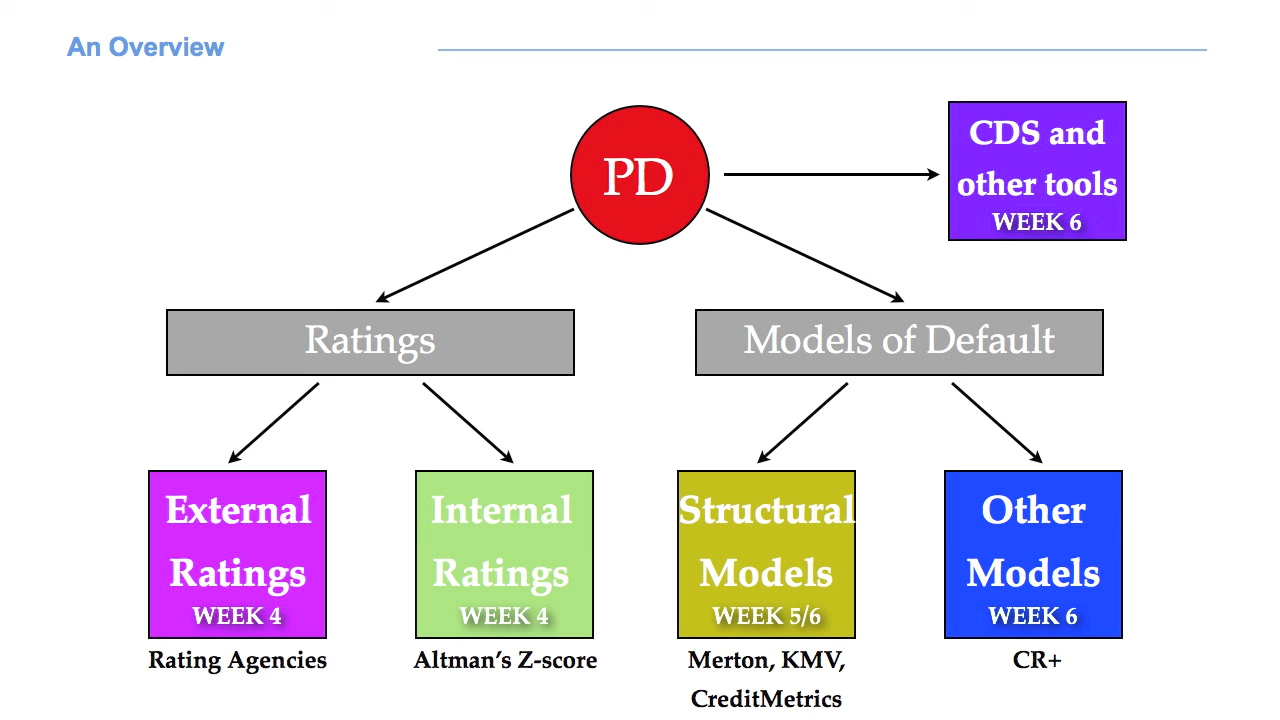 An Overview
PD
CDS and
other tools
WEEK 6
Ratings
Models of Default
External
Ratings
WEEK 4
Internal
Ratings
WEEK 4
Structural
Models
WEEK 5/6
Other
Models
WEEK 6
Rating Agencies
Altman’s Z-score
Merton, KMV,
CreditMetrics
CR+